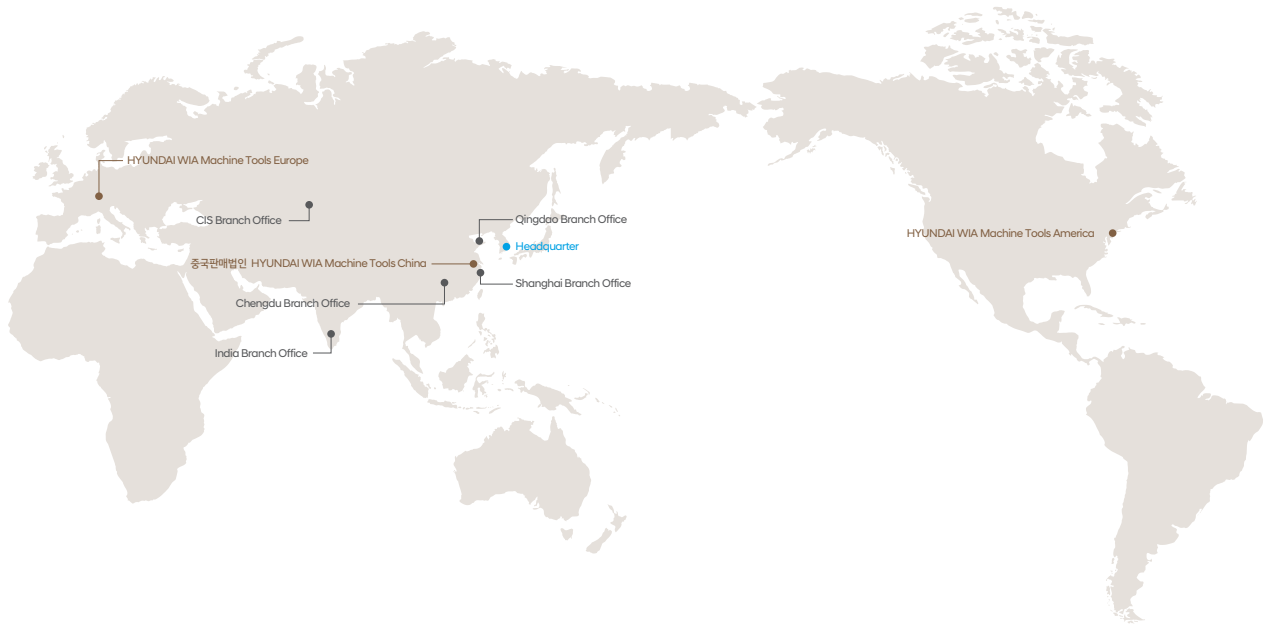 HYUNDAI WIA Machine Tools Europe
CIS Branch Office
Qingdao Branch Office
HYUNDAI WIA Machine Tools America
Headquarter
중국판매법인 HYUNDAI WIA Machine Tools China
Shanghai Branch Office
Chengdu Branch Office
India Branch Office